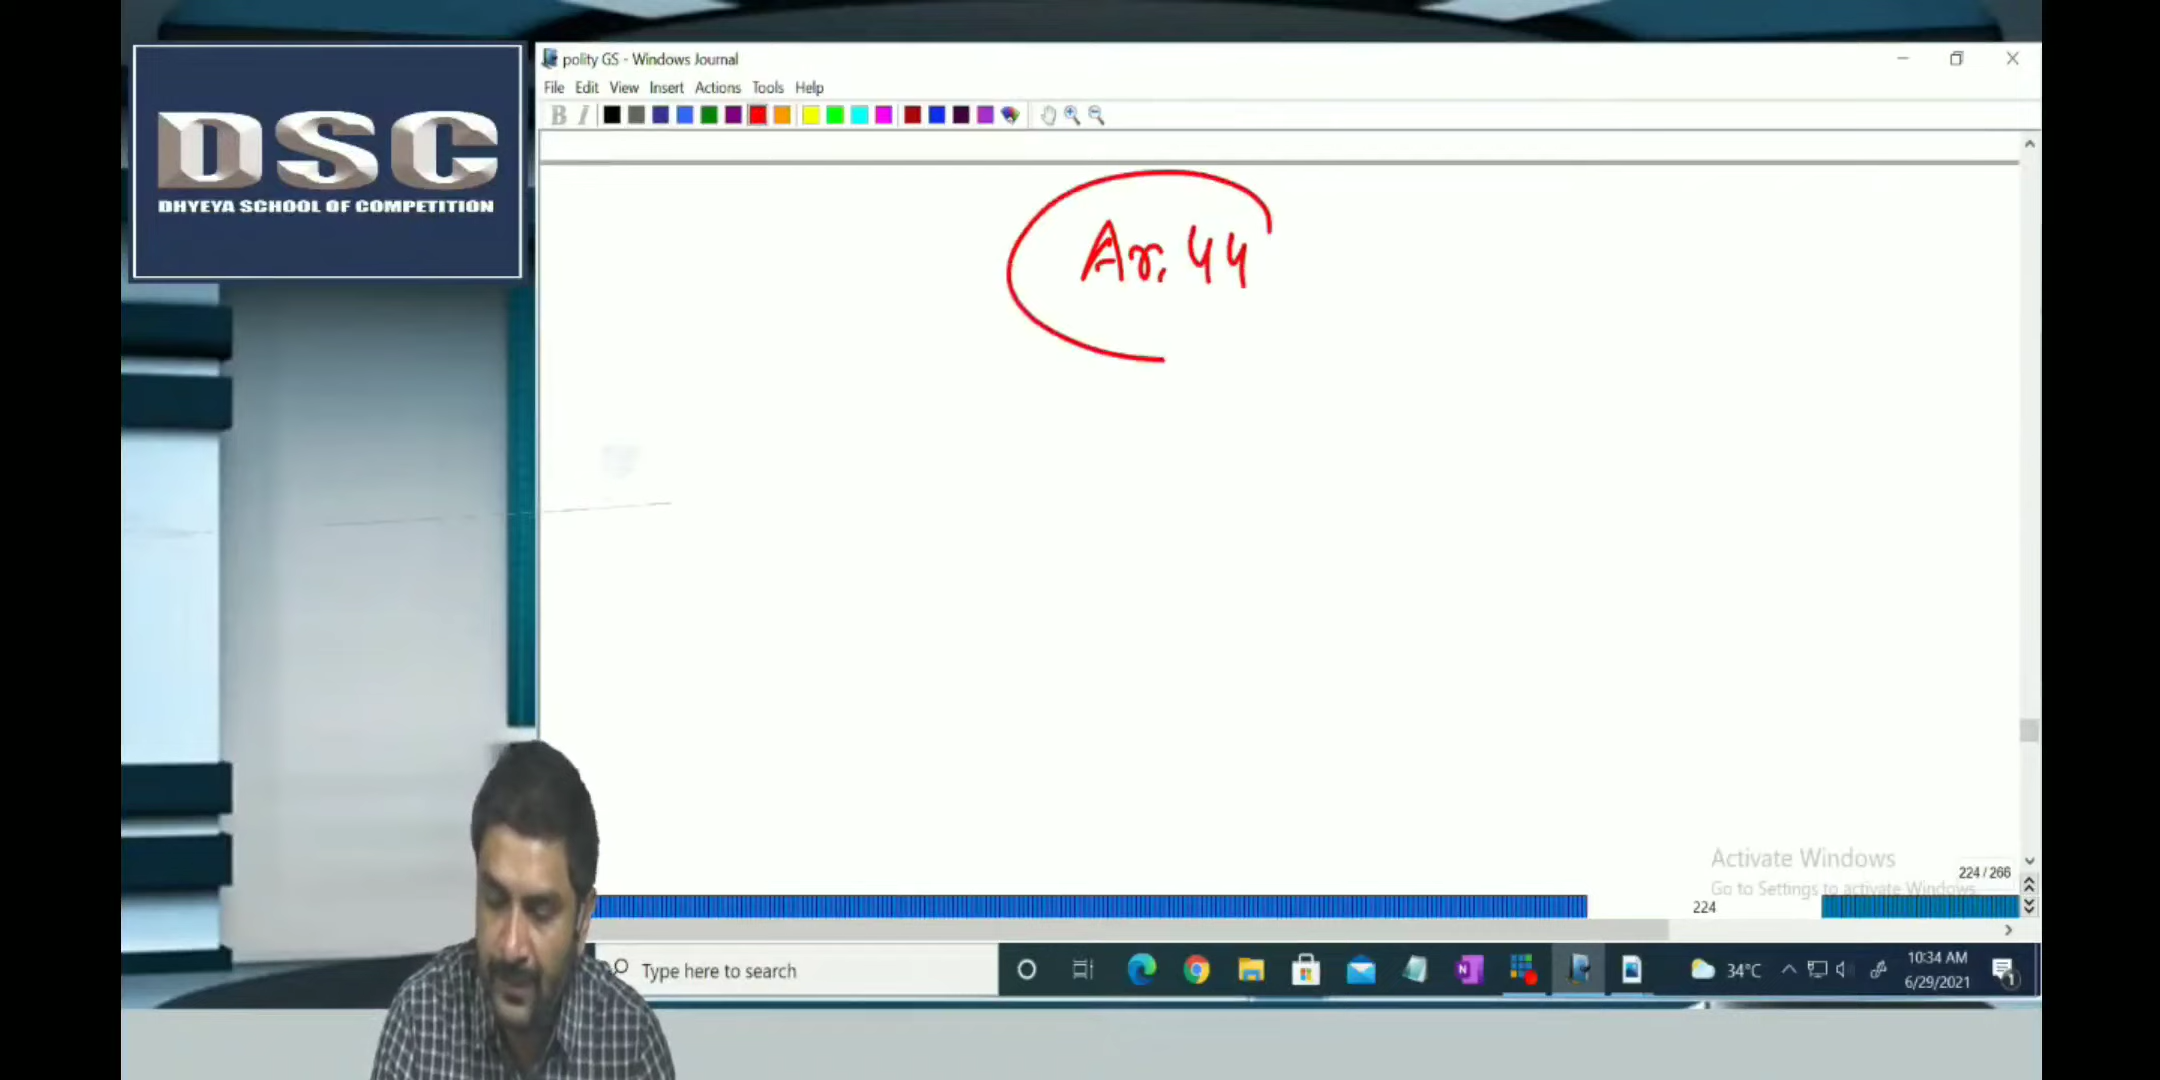 DSC
DHYEYA SCHOOL OF COMPETITION
polity GS - Windows Journal
File Edit View Insert Actions Tools Help
B I
Ar. 44
Activate Windows
Go to Settings to activate Windows.
224 / 266
224
Type here to search
34°C
10:34 AM
6/29/2021
1